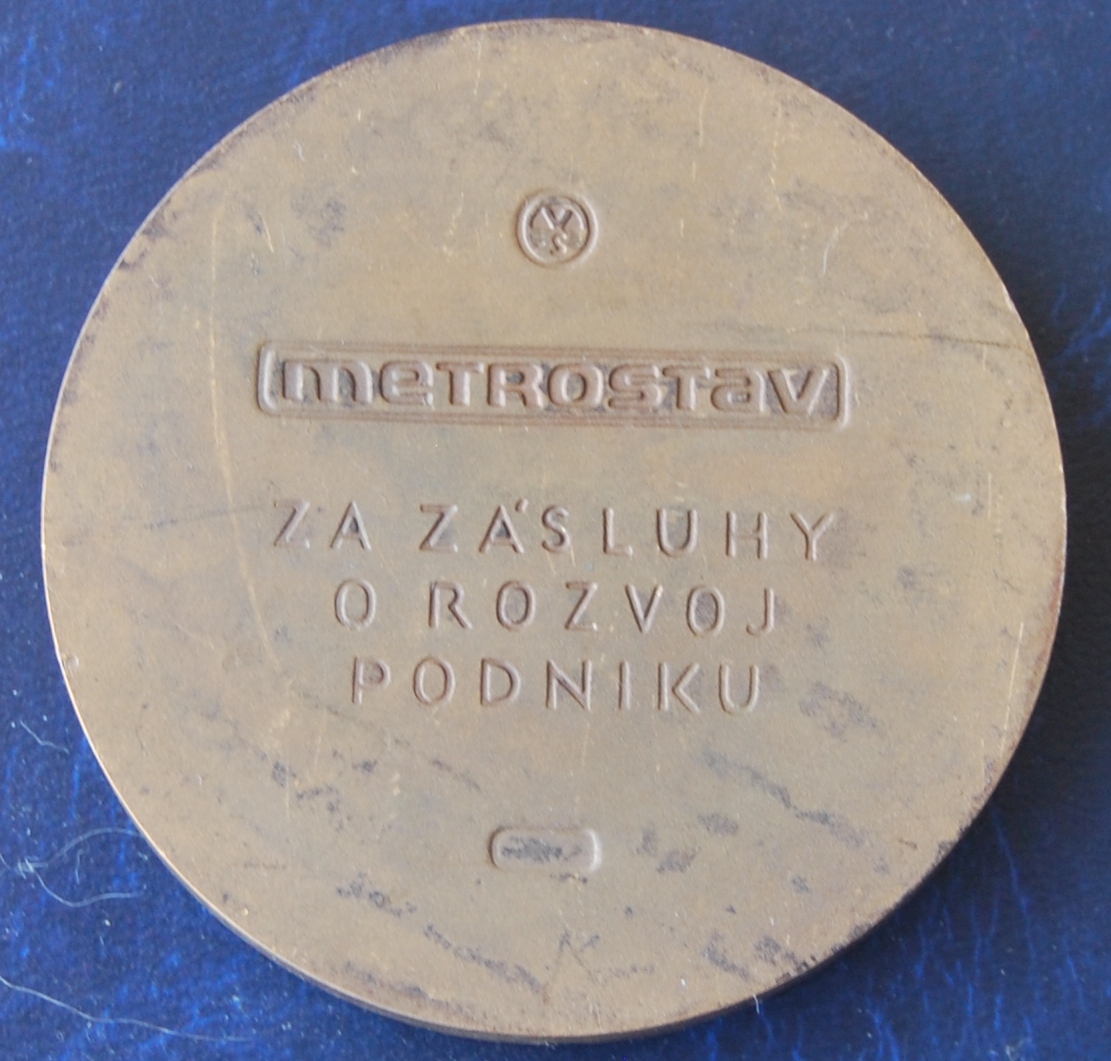 metrostav
ZA ZÁSLUHY
O ROZVOJ
PODNIKU